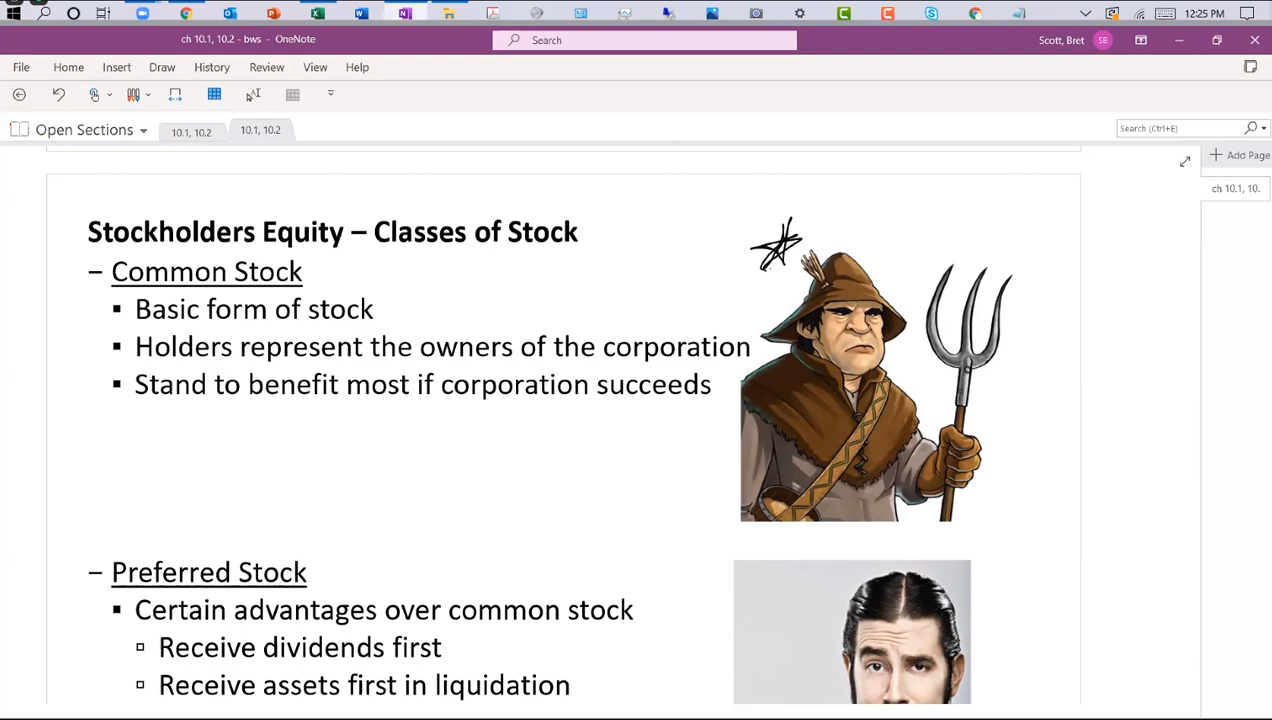 12:25 PM
ch 10.1, 10.2 - bws - OneNote
Search
Scott, Bret
SB
File Home Insert Draw History Review View Help
Open Sections
10.1, 10.2
10.1, 10.2
Search (Ctrl+E)
+ Add Page
ch 10.1, 10.
Stockholders Equity – Classes of Stock
– Common Stock
▪ Basic form of stock
▪ Holders represent the owners of the corporation
▪ Stand to benefit most if corporation succeeds
– Preferred Stock
▪ Certain advantages over common stock
▫ Receive dividends first
▫ Receive assets first in liquidation